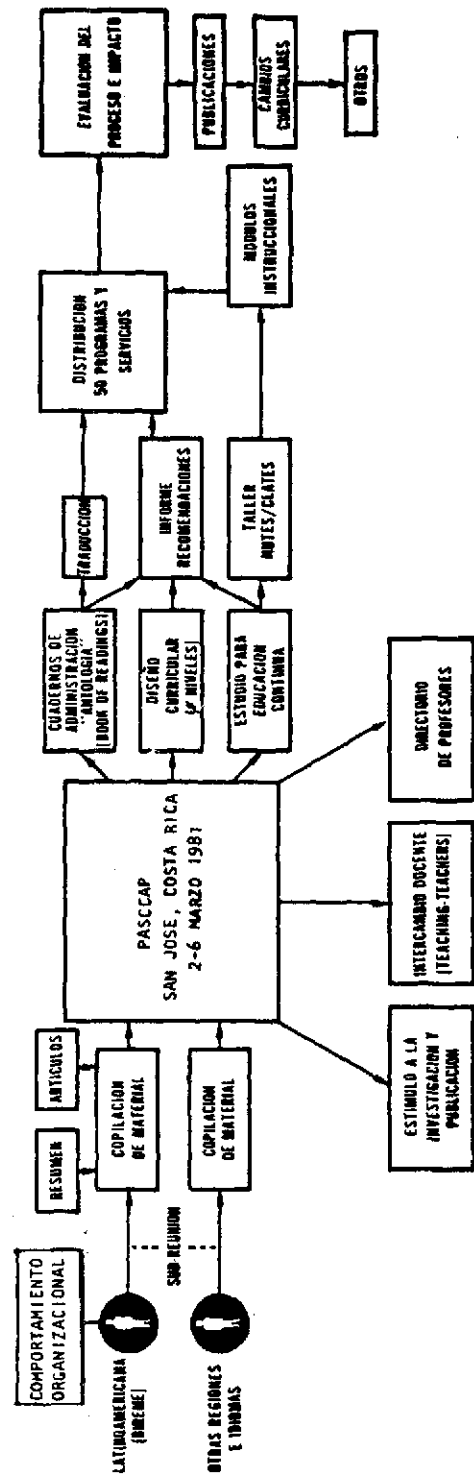 COMPORTAMIENTO
ORGANIZACIONAL
LATINOAMERICANA
(BIREME)
OTRAS REGIONES
E IDIOMAS
SUB-REUNION
RESUMEN
ARTICULOS
COPILACION
DE MATERIAL
COPILACION
DE MATERIAL
PASCCAP
SAN JOSE, COSTA RICA
2-6 MARZO 1981
CUADERNOS DE
ADMINISTRACION
"ANTOLOGIA"
(BOOK OF READINGS)
DISEÑO
CURRICULAR
NIVELES)
ESTUDIO PARA
EDUCACION
CONTINUA
TRADUCCION
INFORME
RECOMENDACIONES
TALLER
NUTES/CLATES
DISTRIBUCION
50 PROGRAMAS Y
SERVICIOS
MODULOS
INSTRUCCIONALES
EVALUACION DEL
PROCESO E IMPACTO
PUBLICACIONES
CAMBIOS
CURRICULARES
OTROS
ESTIMULO A LA
INVESTIGACION Y
PUBLICACION
INTERCAMBIO DOCENTE
(TEACHING-TEACHERS)
DIRECTORIO
DE PROFESORES